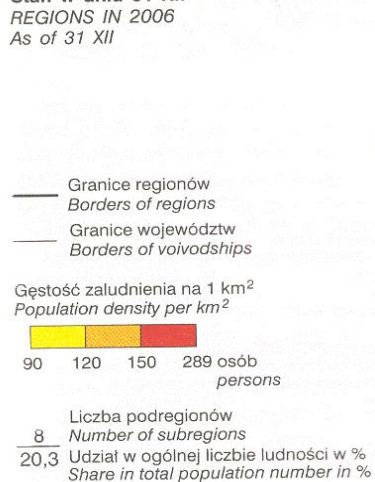 REGIONS IN 2006
As of 31 XII
Granice regionów
Borders of regions
Granice województw
Borders of voivodships
Gęstość zaludnienia na 1 km²
Population density per km²
90 120 150 289 osób
persons
Liczba podregionów
8 Number of subregions
20,3 Udział w ogólnej liczbie ludności w %
Share in total population number in %